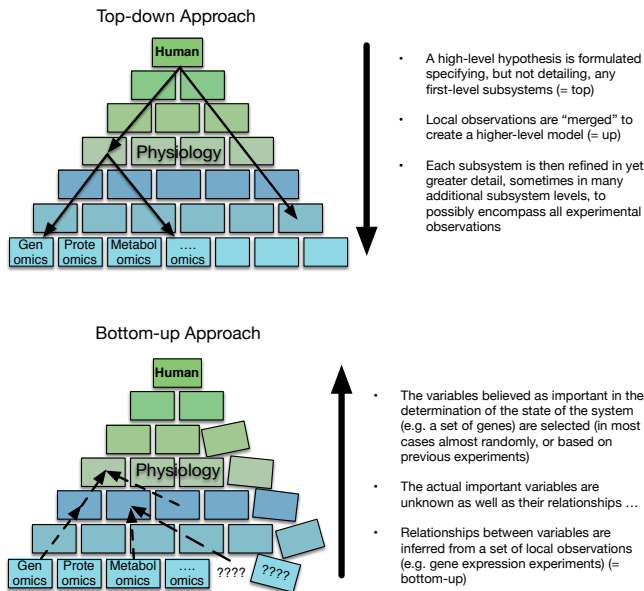 Top-down Approach
Human
Physiology
Gen omics
Prote omics
Metabol omics
.... omics
• A high-level hypothesis is formulated
specifying, but not detailing, any
first-level subsystems (= top)
• Local observations are “merged” to
create a higher-level model (= up)
• Each subsystem is then refined in yet
greater detail, sometimes in many
additional subsystem levels, to
possibly encompass all experimental
observations
Bottom-up Approach
Human
Physiology
Gen omics
Prote omics
Metabol omics
.... omics
????
????
• The variables believed as important in the
determination of the state of the system
(e.g. a set of genes) are selected (in most
cases almost randomly, or based on
previous experiments)
• The actual important variables are
unknown as well as their relationships …
• Relationships between variables are
inferred from a set of local observations
(e.g. gene expression experiments) (=
bottom-up)